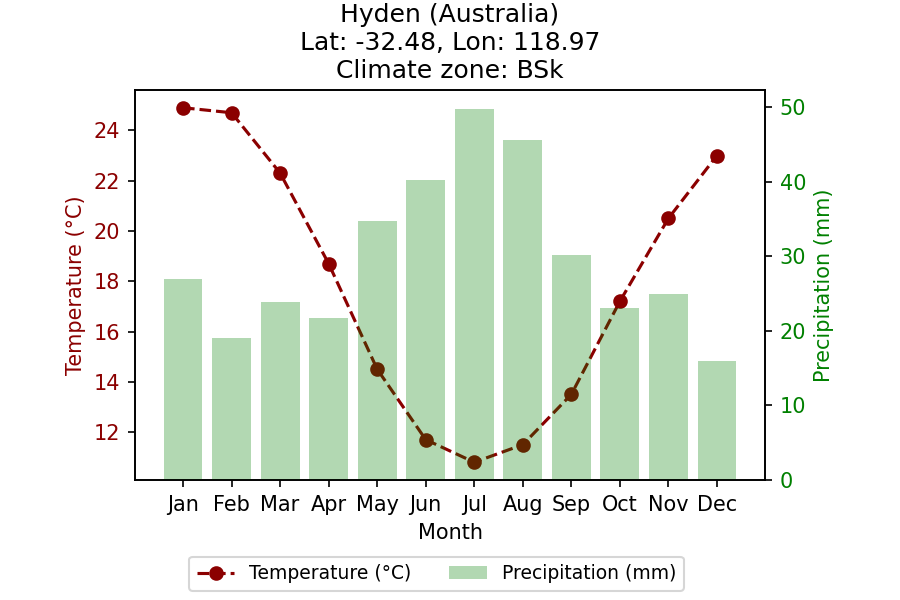 Hyden (Australia)
Lat: -32.48, Lon: 118.97
Climate zone: BSk
24
22
20
18
16
14
12
Temperature (°C)
50
40
30
20
10
0
Precipitation (mm)
Jan Feb Mar Apr May Jun Jul Aug Sep Oct Nov Dec
Month
Temperature (°C) Precipitation (mm)